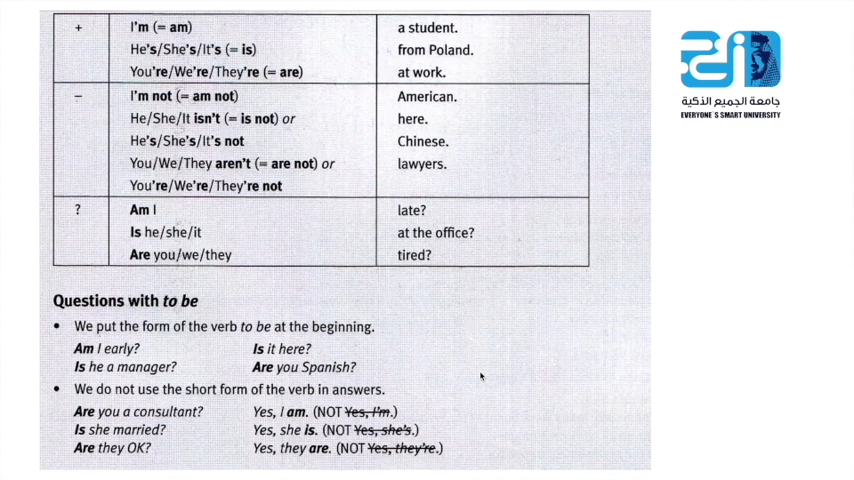 + I'm (= am) a student.
He's/She's/It's (= is) from Poland.
You're/We're/They're (= are) at work.
– I'm not (= am not) American.
He/She/It isn't (= is not) or here.
He's/She's/It's not Chinese.
You/We/They aren't (= are not) or lawyers.
You're/We're/They're not
? Am I late?
Is he/she/it at the office?
Are you/we/they tired?
Questions with to be
• We put the form of the verb to be at the beginning.
Am I early? Is it here?
Is he a manager? Are you Spanish?
• We do not use the short form of the verb in answers.
Are you a consultant? Yes, I am. (NOT Yes, I'm.)
Is she married? Yes, she is. (NOT Yes, she's.)
Are they OK? Yes, they are. (NOT Yes, they're.)
جامعة الجميع الذكية
EVERYONE'S SMART UNIVERSITY